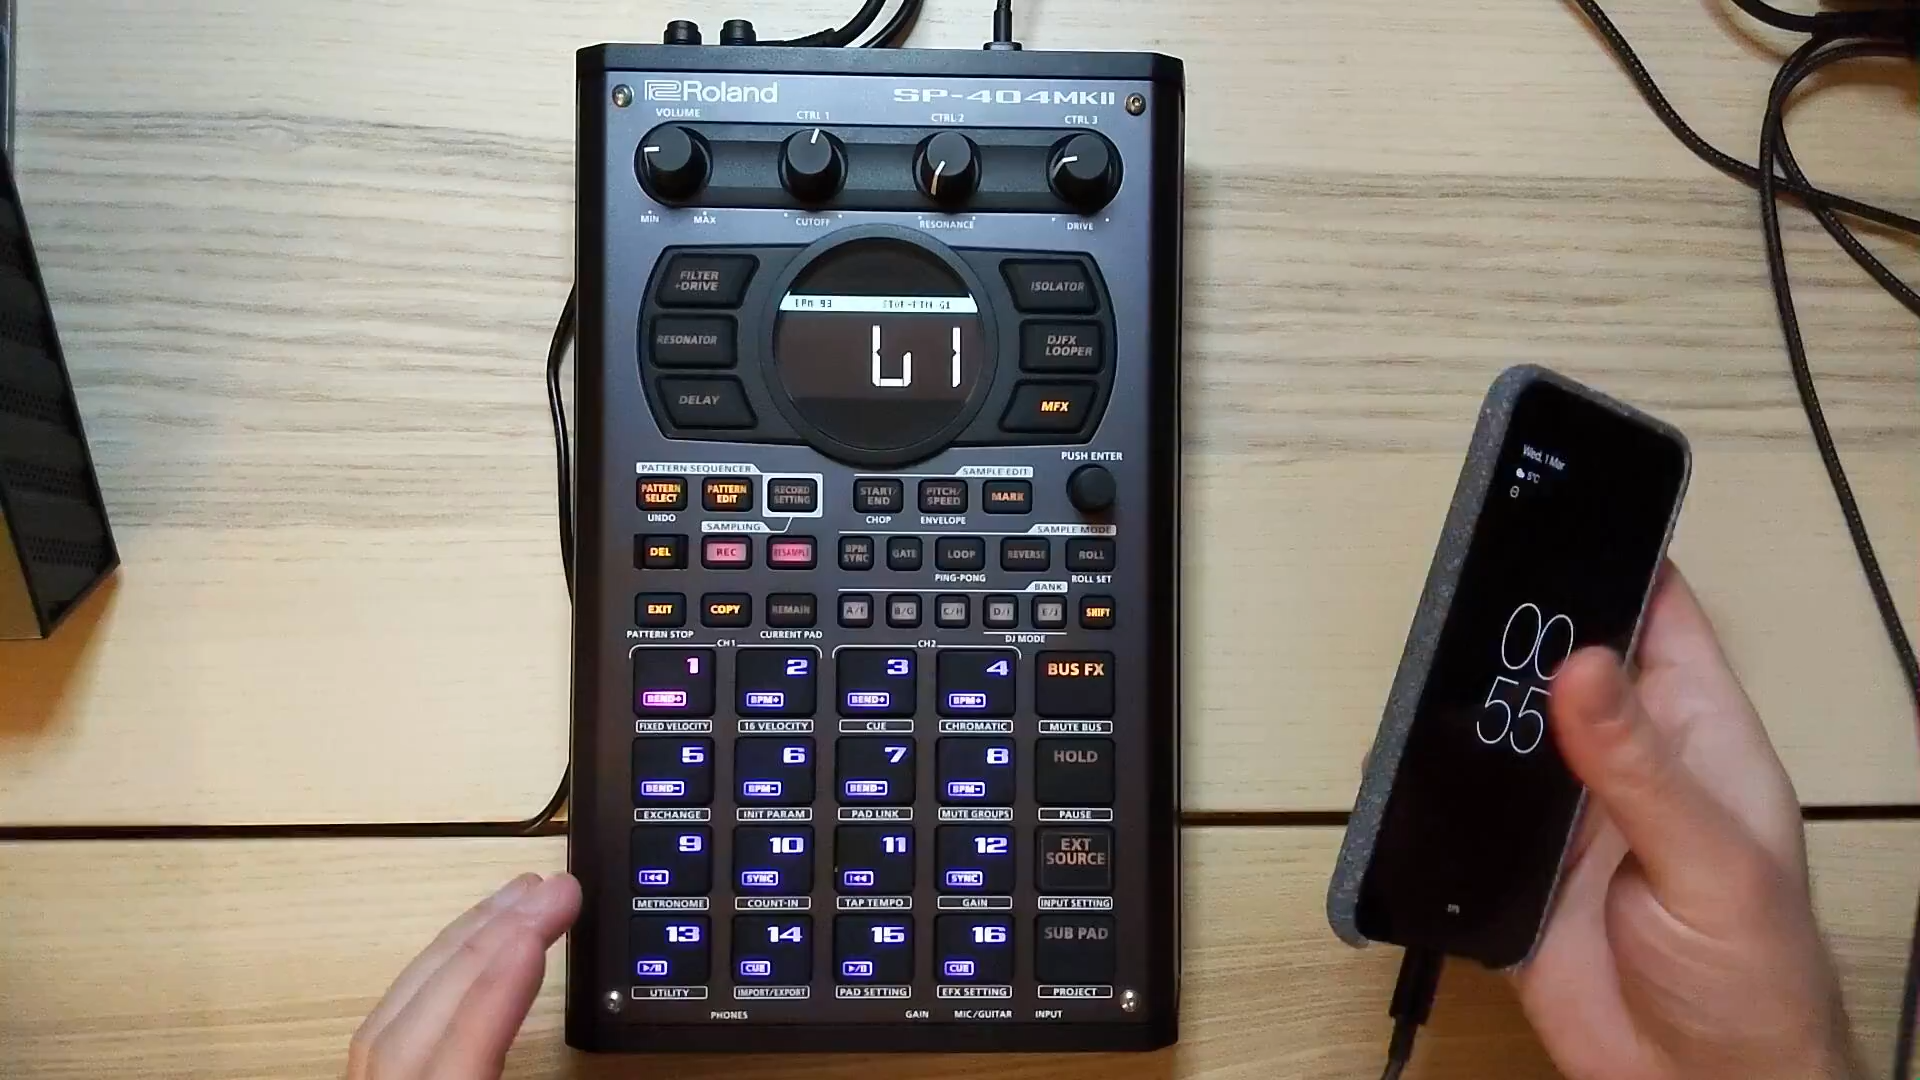 Roland
SP-404MKII
VOLUME
CTRL 1
CTRL 2
CTRL 3
MIN
MAX
CUTOFF
RESONANCE
DRIVE
FILTER
+DRIVE
ISOLATOR
BPM 93
RESONATOR
DJFX
LOOPER
G1
DELAY
MFX
PUSH ENTER
PATTERN SEQUENCER
SAMPLE EDIT
PATTERN
SELECT
PATTERN
EDIT
RECORD
SETTING
START/
END
PITCH/
SPEED
MARK
UNDO
CHOP
ENVELOPE
SAMPLING
SAMPLE MODE
DEL
REC
RESAMPLE
BPM
SYNC
GATE
LOOP
REVERSE
ROLL
PING-PONG
ROLL SET
BANK
EXIT
COPY
REMAIN
A/F
B/G
C/H
D/I
E/J
SHIFT
PATTERN STOP
CURRENT PAD
DJ MODE
CH1
CH2
1
2
3
4
BUS FX
BEND+
BPM+
BEND+
BPM+
FIXED VELOCITY
16 VELOCITY
CUE
CHROMATIC
MUTE BUS
5
6
7
8
HOLD
BEND-
BPM-
BEND-
BPM-
EXCHANGE
INIT PARAM
PAD LINK
MUTE GROUPS
PAUSE
9
10
11
12
EXT
SOURCE
SYNC
SYNC
METRONOME
COUNT-IN
TAP TEMPO
GAIN
INPUT SETTING
13
14
15
16
SUB PAD
CUE
CUE
UTILITY
IMPORT/EXPORT
PAD SETTING
EFX SETTING
PROJECT
PHONES
GAIN
MIC/GUITAR
INPUT
Wed, 1 Mar
5°C
00
55